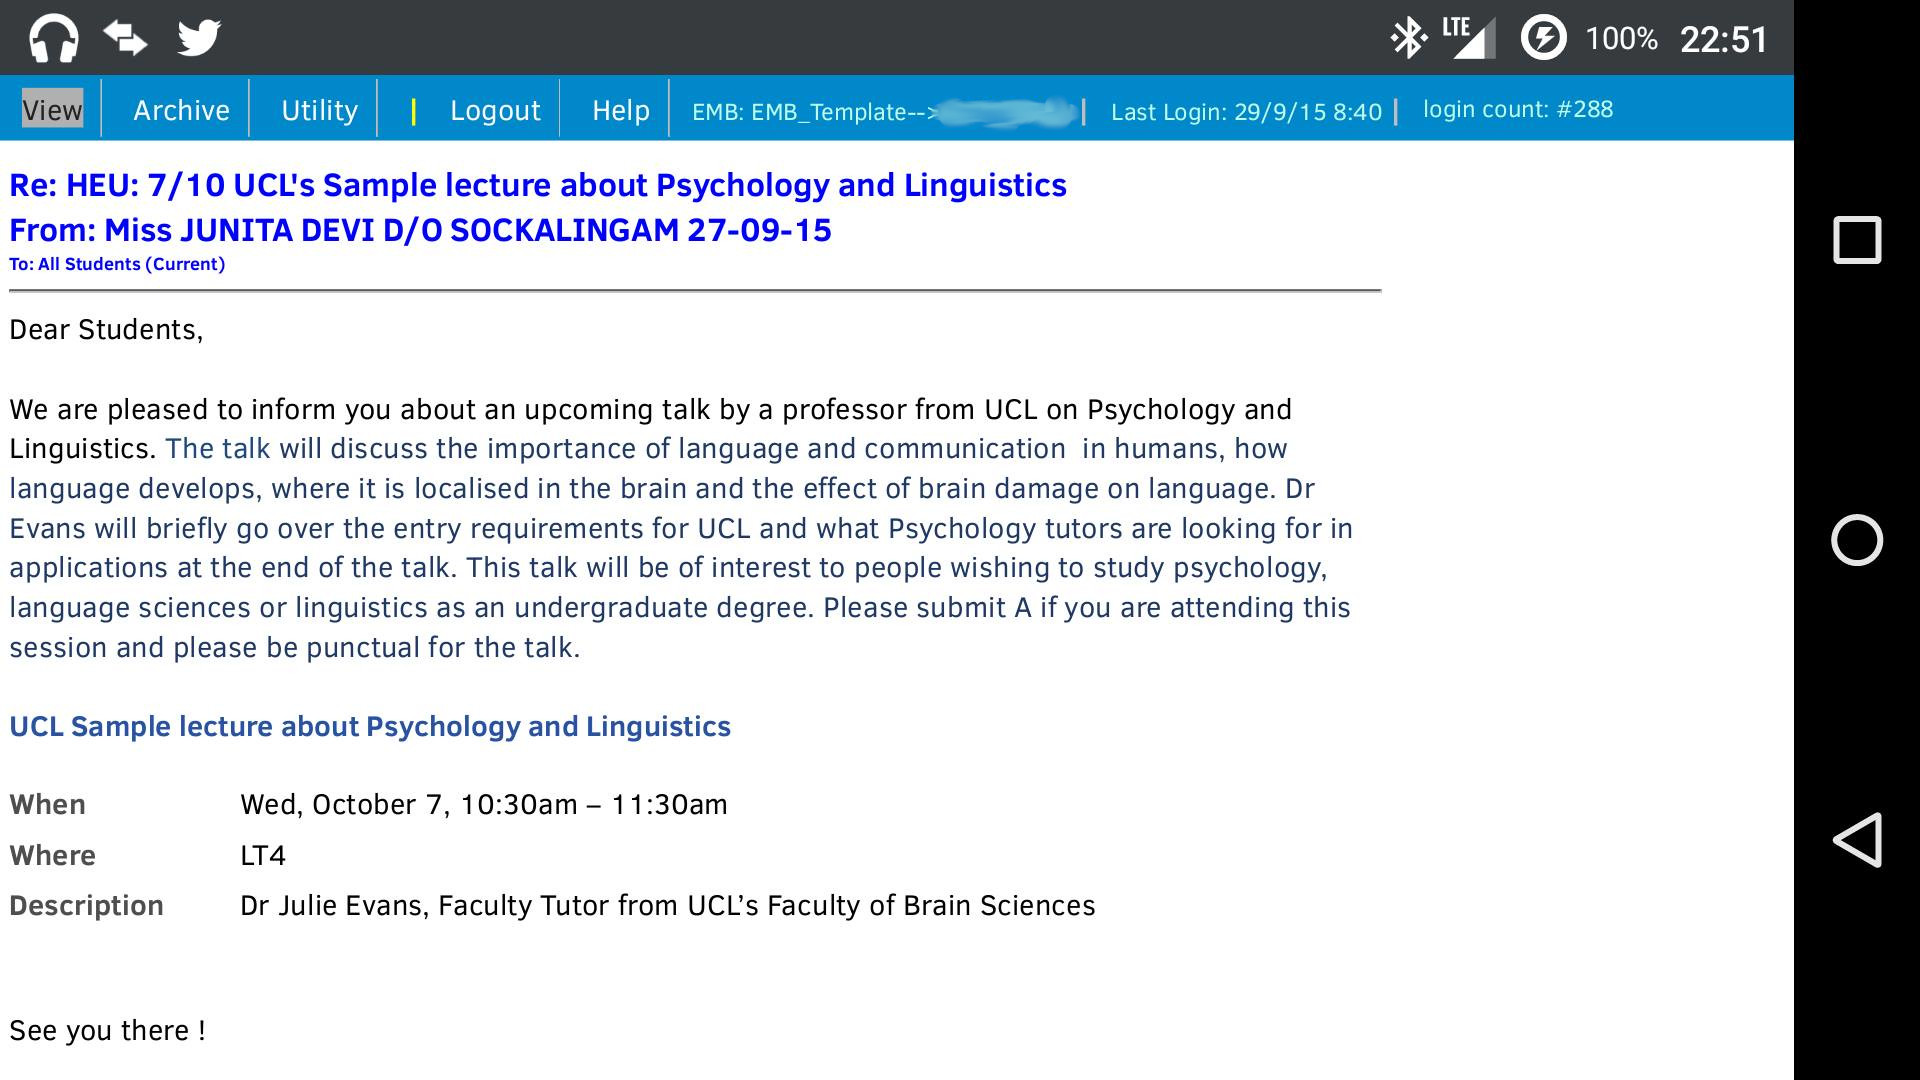 LTE 100% 22:51
View Archive Utility | Logout Help EMB: EMB_Template--> | Last Login: 29/9/15 8:40 | login count: #288
Re: HEU: 7/10 UCL's Sample lecture about Psychology and Linguistics
From: Miss JUNITA DEVI D/O SOCKALINGAM 27-09-15
To: All Students (Current)
Dear Students,
We are pleased to inform you about an upcoming talk by a professor from UCL on Psychology and
Linguistics. The talk will discuss the importance of language and communication  in humans, how
language develops, where it is localised in the brain and the effect of brain damage on language. Dr
Evans will briefly go over the entry requirements for UCL and what Psychology tutors are looking for in
applications at the end of the talk. This talk will be of interest to people wishing to study psychology,
language sciences or linguistics as an undergraduate degree. Please submit A if you are attending this
session and please be punctual for the talk.
UCL Sample lecture about Psychology and Linguistics
When Wed, October 7, 10:30am – 11:30am
Where LT4
Description Dr Julie Evans, Faculty Tutor from UCL’s Faculty of Brain Sciences
See you there !